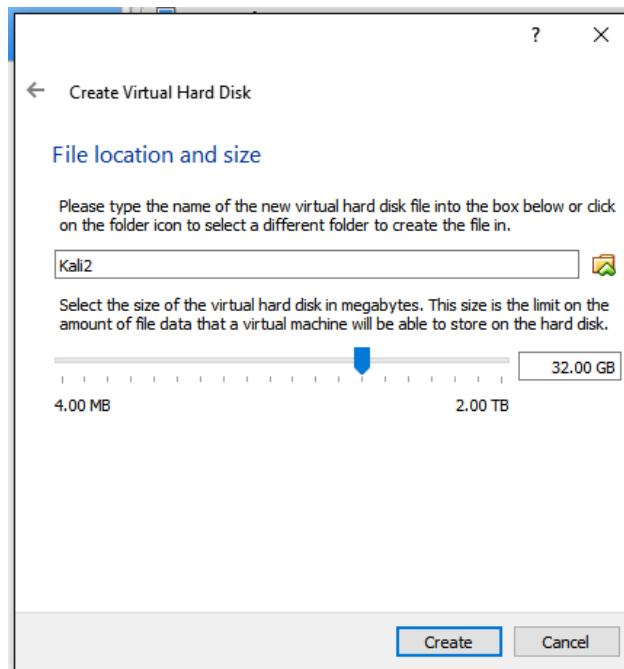 ?
Create Virtual Hard Disk
File location and size
Please type the name of the new virtual hard disk file into the box below or click
on the folder icon to select a different folder to create the file in.
Kali2
Select the size of the virtual hard disk in megabytes. This size is the limit on the
amount of file data that a virtual machine will be able to store on the hard disk.
32.00 GB
4.00 MB 2.00 TB
Create Cancel